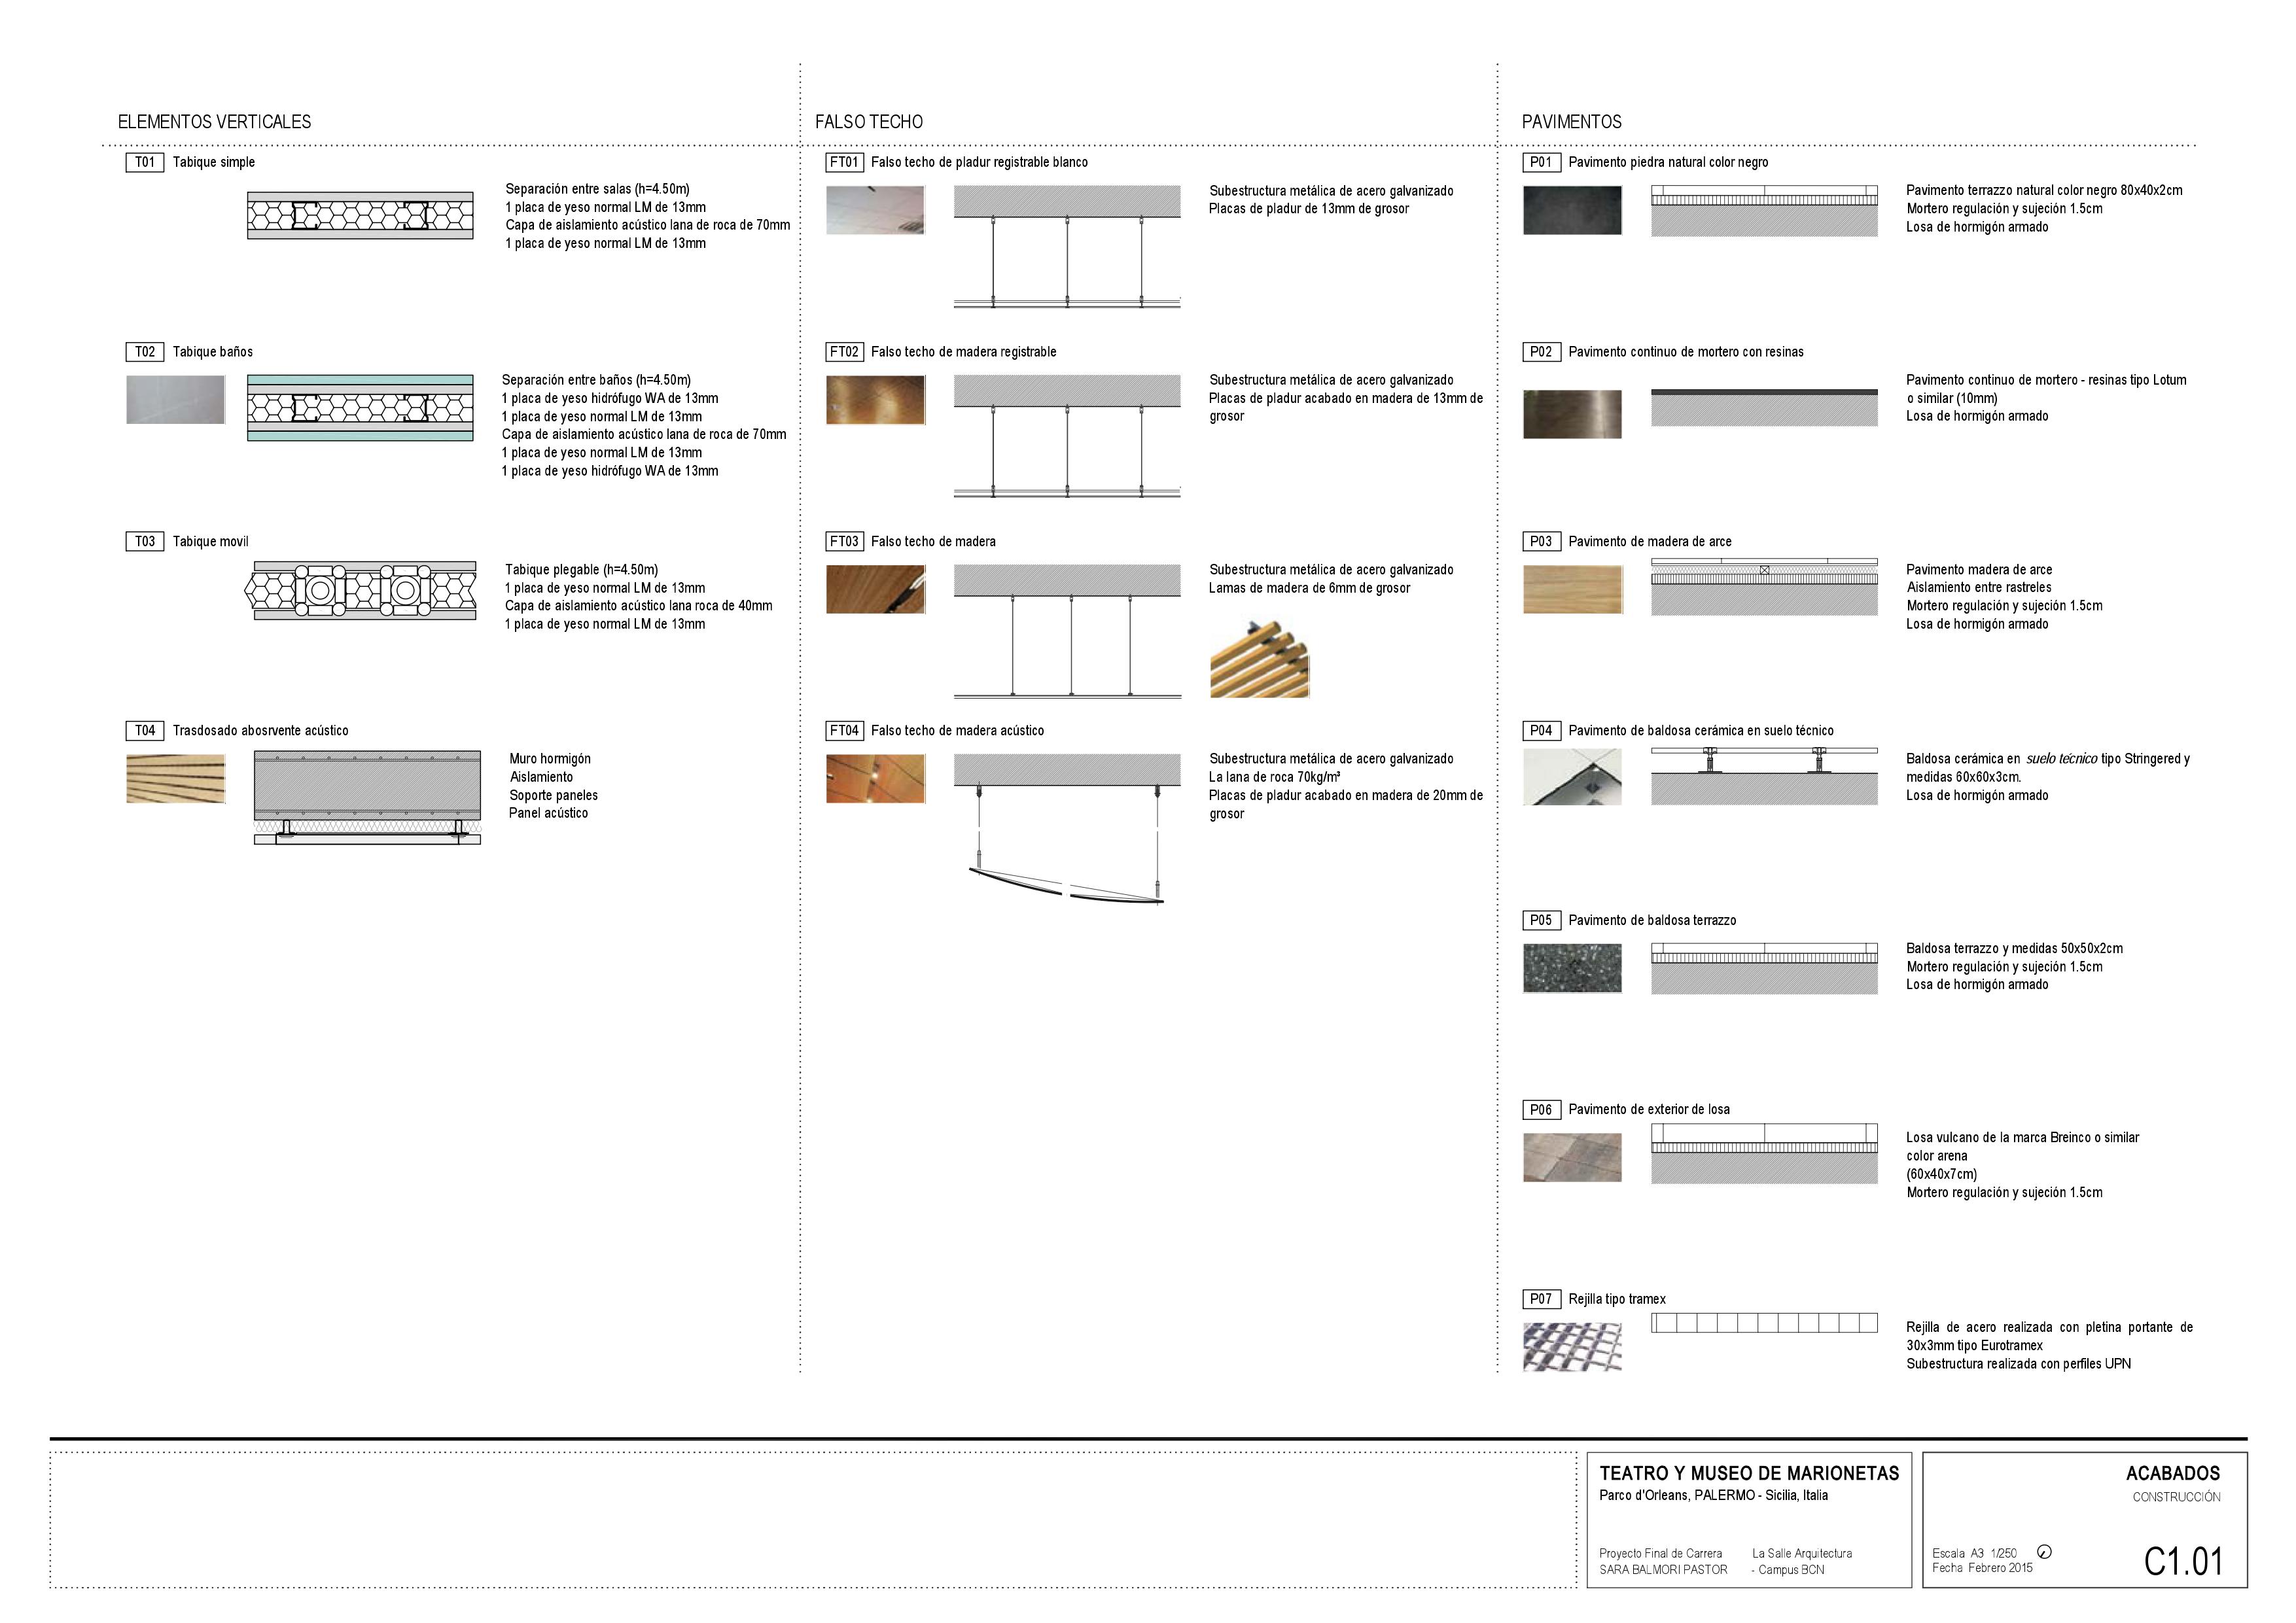 ELEMENTOS VERTICALES
T01 Tabique simple
Separación entre salas (h=4.50m)
1 placa de yeso normal LM de 13mm
Capa de aislamiento acústico lana de roca de 70mm
1 placa de yeso normal LM de 13mm
T02 Tabique baños
Separación entre baños (h=4.50m)
1 placa de yeso hidrófugo WA de 13mm
1 placa de yeso normal LM de 13mm
Capa de aislamiento acústico lana de roca de 70mm
1 placa de yeso normal LM de 13mm
1 placa de yeso hidrófugo WA de 13mm
T03 Tabique movil
Tabique plegable (h=4.50m)
1 placa de yeso normal LM de 13mm
Capa de aislamiento acústico lana roca de 40mm
1 placa de yeso normal LM de 13mm
T04 Trasdosado abosrvente acústico
Muro hormigón
Aislamiento
Soporte paneles
Panel acústico
FALSO TECHO
FT01 Falso techo de pladur registrable blanco
Subestructura metálica de acero galvanizado
Placas de pladur de 13mm de grosor
FT02 Falso techo de madera registrable
Subestructura metálica de acero galvanizado
Placas de pladur acabado en madera de 13mm de
grosor
FT03 Falso techo de madera
Subestructura metálica de acero galvanizado
Lamas de madera de 6mm de grosor
FT04 Falso techo de madera acústico
Subestructura metálica de acero galvanizado
La lana de roca 70kg/m³
Placas de pladur acabado en madera de 20mm de
grosor
PAVIMENTOS
P01 Pavimento piedra natural color negro
Pavimento terrazzo natural color negro 80x40x2cm
Mortero regulación y sujeción 1.5cm
Losa de hormigón armado
P02 Pavimento continuo de mortero con resinas
Pavimento continuo de mortero - resinas tipo Lotum
o similar (10mm)
Losa de hormigón armado
P03 Pavimento de madera de arce
Pavimento madera de arce
Aislamiento entre rastreles
Mortero regulación y sujeción 1.5cm
Losa de hormigón armado
P04 Pavimento de baldosa cerámica en suelo técnico
Baldosa cerámica en suelo técnico tipo Stringered y
medidas 60x60x3cm.
Losa de hormigón armado
P05 Pavimento de baldosa terrazzo
Baldosa terrazzo y medidas 50x50x2cm
Mortero regulación y sujeción 1.5cm
Losa de hormigón armado
P06 Pavimento de exterior de losa
Losa vulcano de la marca Breinco o similar
color arena
(60x40x7cm)
Mortero regulación y sujeción 1.5cm
P07 Rejilla tipo tramex
Rejilla de acero realizada con pletina portante de
30x3mm tipo Eurotramex
Subestructura realizada con perfiles UPN
TEATRO Y MUSEO DE MARIONETAS
Parco d'Orleans, PALERMO - Sicilia, Italia
Proyecto Final de Carrera La Salle Arquitectura
SARA BALMORI PASTOR - Campus BCN
ACABADOS
CONSTRUCCIÓN
Escala A3 1/250
Fecha Febrero 2015
C1.01